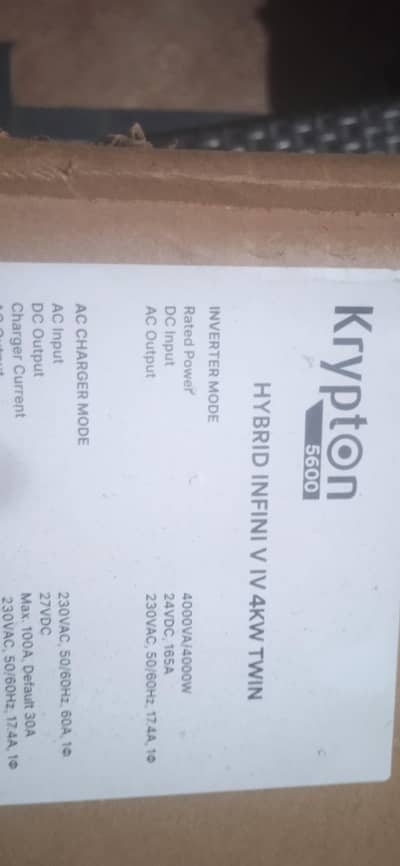 Krypton
5600
HYBRID INFINI V IV 4KW TWIN
INVERTER MODE
Rated Power 4000VA/4000W
DC Input 24VDC, 165A
AC Output 230VAC, 50/60Hz, 17.4A, 1Φ
AC CHARGER MODE
AC Input 230VAC, 50/60Hz, 60A, 1Φ
DC Output 27VDC
Charger Current Max. 100A, Default 30A
AC Output 230VAC, 50/60Hz, 17.4A, 1Φ